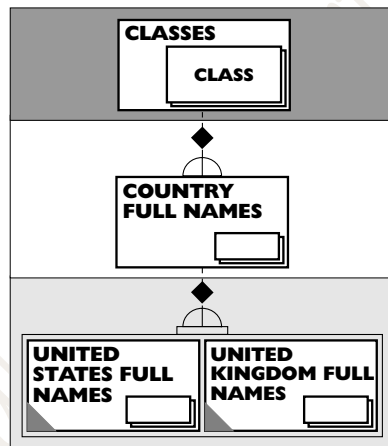 CLASSES
CLASS
COUNTRY
FULL NAMES
UNITED
STATES FULL
NAMES
UNITED
KINGDOM FULL
NAMES